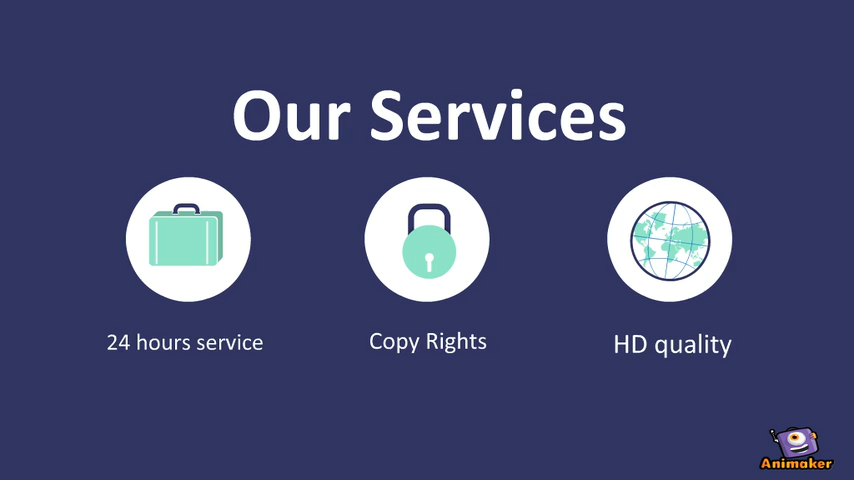 Our Services
24 hours service
Copy Rights
HD quality
Animaker